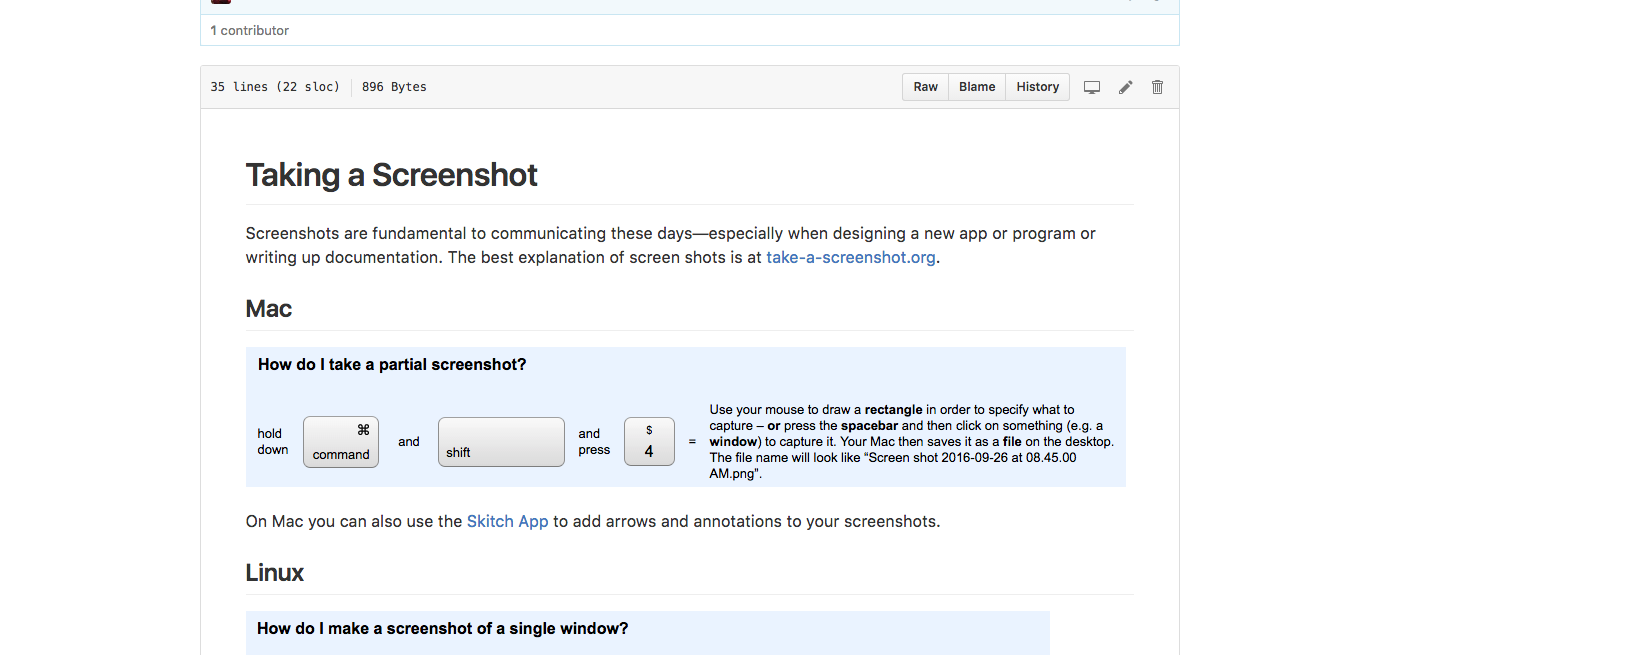 1 contributor
35 lines (22 sloc) 896 Bytes Raw Blame History
Taking a Screenshot
Screenshots are fundamental to communicating these days—especially when designing a new app or program or
writing up documentation. The best explanation of screen shots is at take-a-screenshot.org.
Mac
How do I take a partial screenshot?
hold
down
⌘
command
and
shift
and
press
$
4
=
Use your mouse to draw a rectangle in order to specify what to
capture – or press the spacebar and then click on something (e.g. a
window) to capture it. Your Mac then saves it as a file on the desktop.
The file name will look like “Screen shot 2016-09-26 at 08.45.00
AM.png”.
On Mac you can also use the Skitch App to add arrows and annotations to your screenshots.
Linux
How do I make a screenshot of a single window?